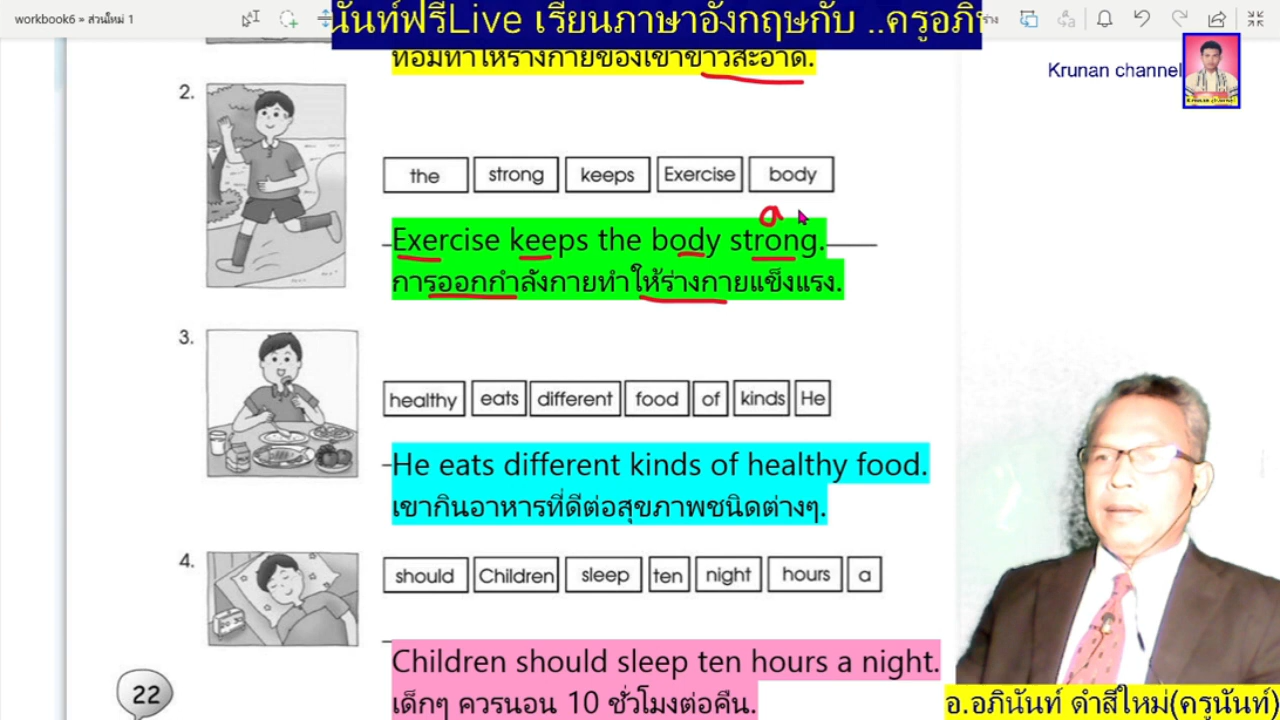 workbook6 » ส่วนใหม่ 1
นันท์ฟรีLive เรียนภาษาอังกฤษกับ ..ครูอภิ
ทอมทำให้ร่างกายของเขาขาวสะอาด.
Krunan channel
2.
the strong keeps Exercise body
a
Exercise keeps the body strong.
การออกกำลังกายทำให้ร่างกายแข็งแรง.
3.
healthy eats different food of kinds He
He eats different kinds of healthy food.
เขากินอาหารที่ดีต่อสุขภาพชนิดต่างๆ.
4.
should Children sleep ten night hours a
Children should sleep ten hours a night.
เด็กๆ ควรนอน 10 ชั่วโมงต่อคืน.
22
อ.อภินันท์ ดำสีใหม่(ครูนันท์)